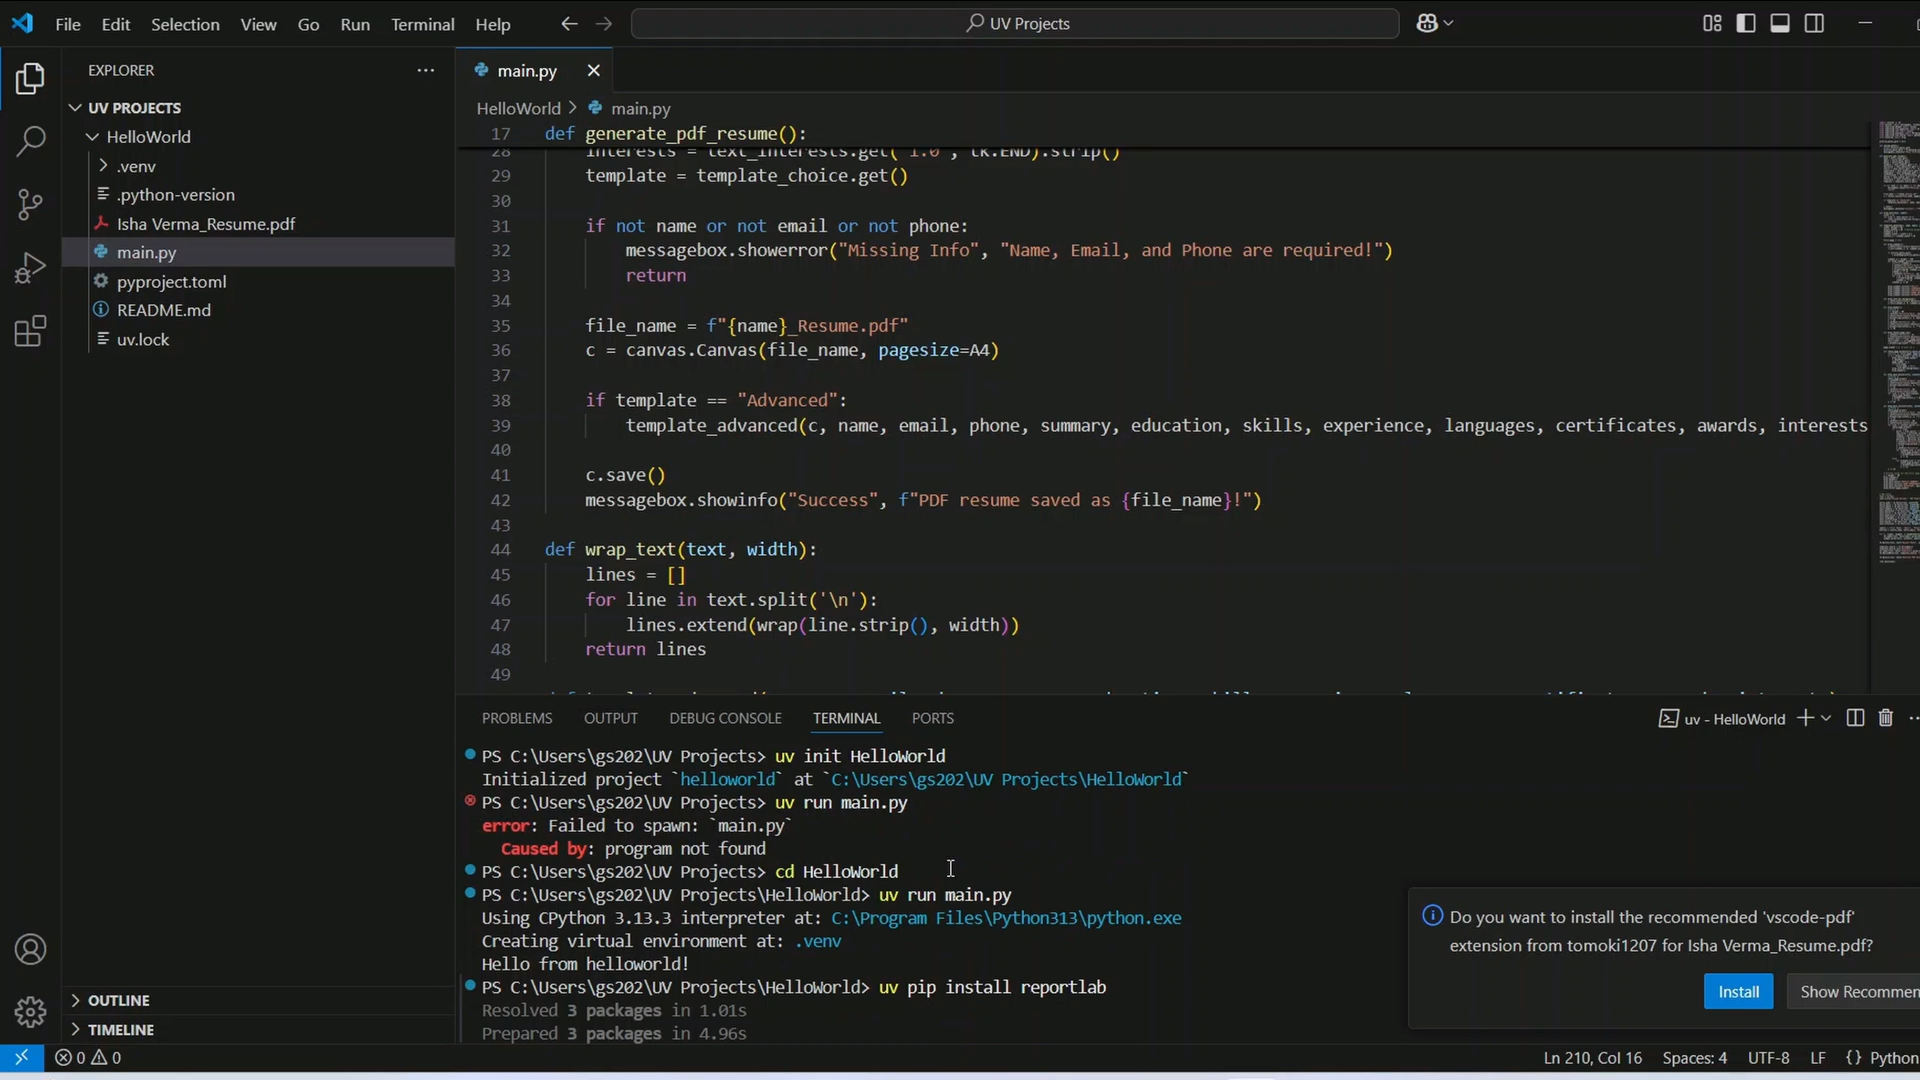 File Edit Selection View Go Run Terminal Help UV Projects
EXPLORER
UV PROJECTS
HelloWorld
.venv
.python-version
Isha Verma_Resume.pdf
main.py
pyproject.toml
README.md
uv.lock
OUTLINE
TIMELINE
main.py
HelloWorld > main.py
17 def generate_pdf_resume():
28 interests = text_interests.get("1.0", tk.END).strip()
29 template = template_choice.get()
30
31 if not name or not email or not phone:
32 messagebox.showerror("Missing Info", "Name, Email, and Phone are required!")
33 return
34
35 file_name = f"{name}_Resume.pdf"
36 c = canvas.Canvas(file_name, pagesize=A4)
37
38 if template == "Advanced":
39 template_advanced(c, name, email, phone, summary, education, skills, experience, languages, certificates, awards, interests
40
41 c.save()
42 messagebox.showinfo("Success", f"PDF resume saved as {file_name}!")
43
44 def wrap_text(text, width):
45 lines = []
46 for line in text.split('\n'):
47 lines.extend(wrap(line.strip(), width))
48 return lines
49
PROBLEMS OUTPUT DEBUG CONSOLE TERMINAL PORTS
uv - HelloWorld
PS C:\Users\gs202\UV Projects> uv init HelloWorld
Initialized project `helloworld` at `C:\Users\gs202\UV Projects\HelloWorld`
PS C:\Users\gs202\UV Projects> uv run main.py
error: Failed to spawn: `main.py`
Caused by: program not found
PS C:\Users\gs202\UV Projects> cd HelloWorld
PS C:\Users\gs202\UV Projects\HelloWorld> uv run main.py
Using CPython 3.13.3 interpreter at: C:\Program Files\Python313\python.exe
Creating virtual environment at: .venv
Hello from helloworld!
PS C:\Users\gs202\UV Projects\HelloWorld> uv pip install reportlab
Resolved 3 packages in 1.01s
Prepared 3 packages in 4.96s
Do you want to install the recommended 'vscode-pdf'
extension from tomoki1207 for Isha Verma_Resume.pdf?
Install Show Recommen
0 0
Ln 210, Col 16 Spaces: 4 UTF-8 LF {} Python